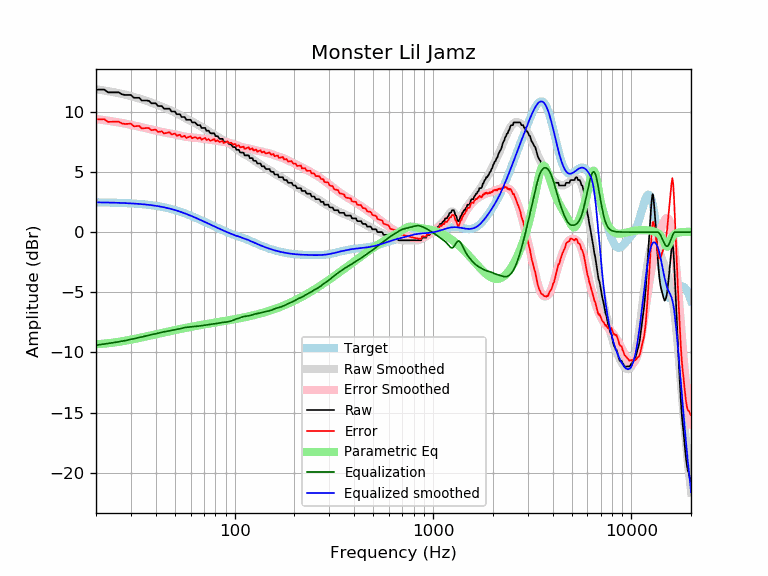 Monster Lil Jamz
10
5
0
−5
−10
−15
−20
Amplitude (dBr)
Target
Raw Smoothed
Error Smoothed
Raw
Error
Parametric Eq
Equalization
Equalized smoothed
100
1000
10000
Frequency (Hz)